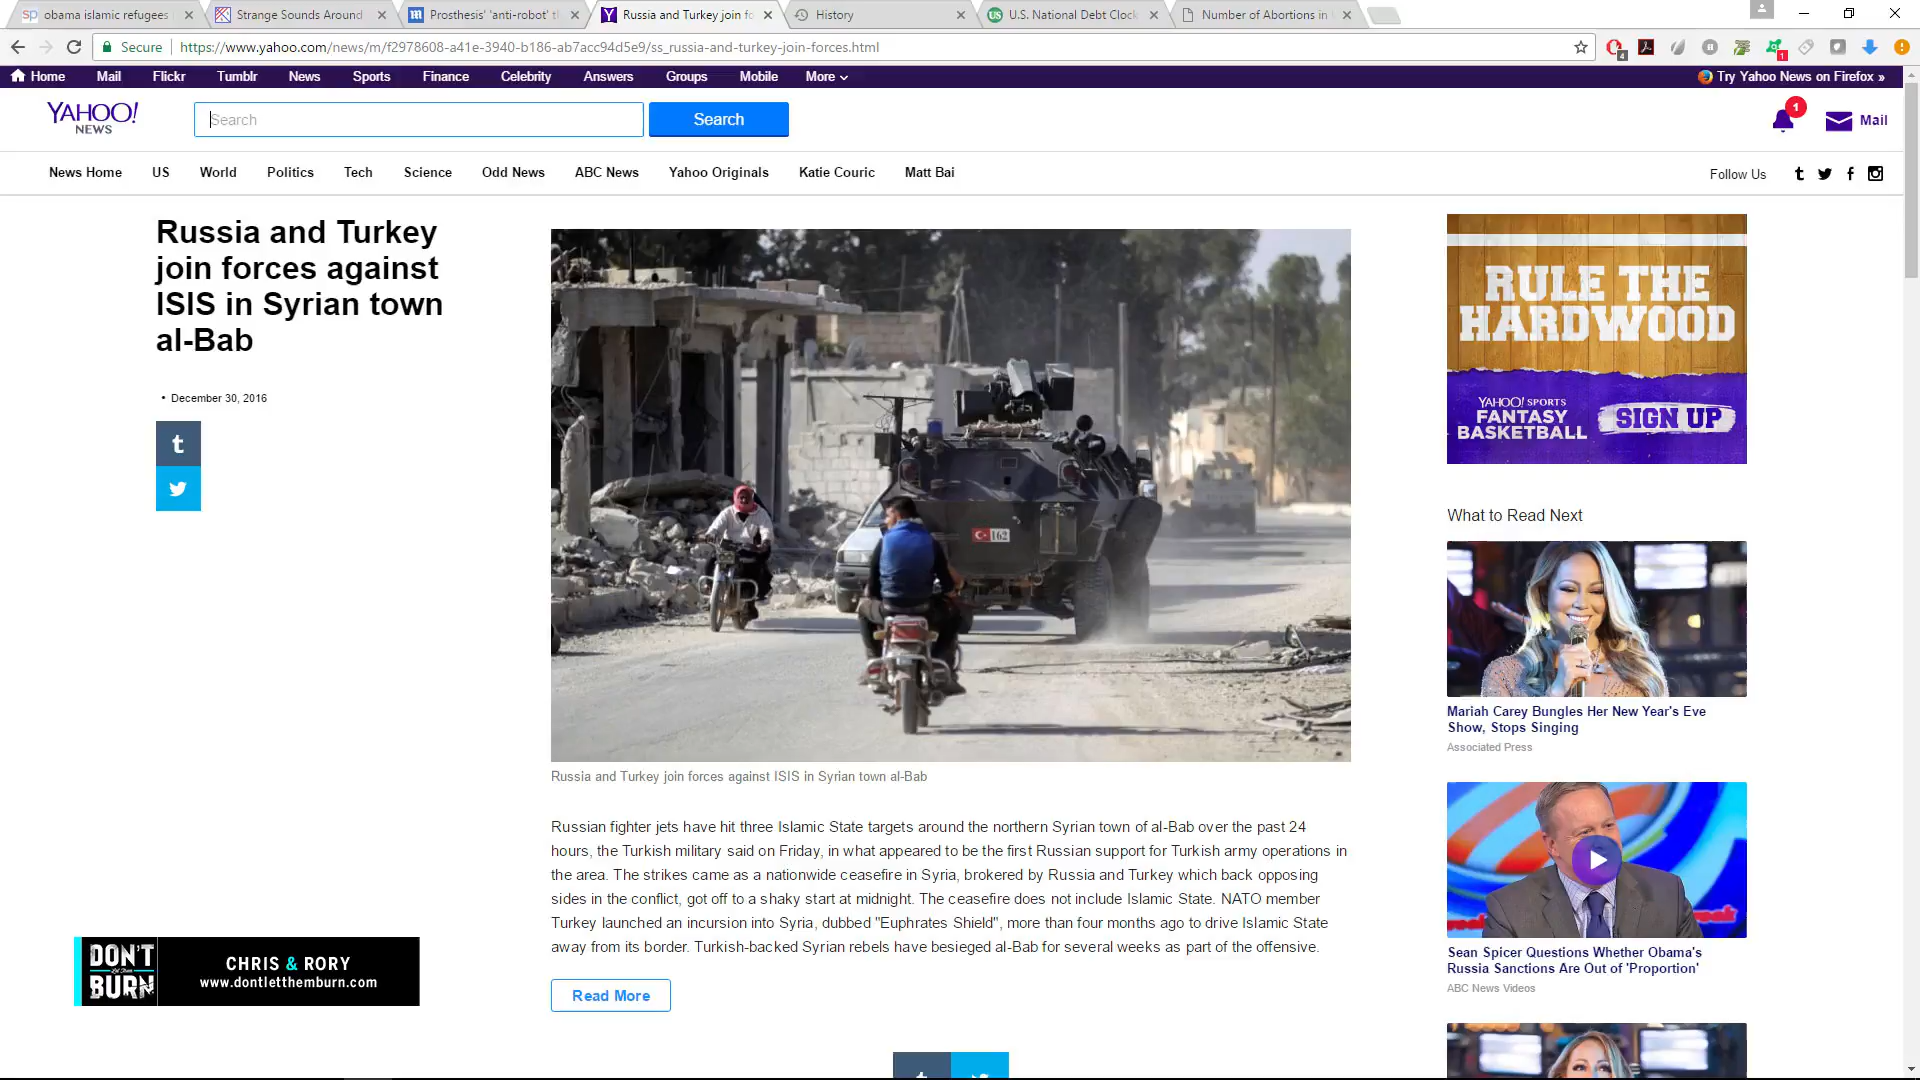 obama islamic refugees
Strange Sounds Around
Prosthesis' 'anti-robot' t
Russia and Turkey join fo
History
U.S. National Debt Clock
Number of Abortions in
Secure
https://www.yahoo.com/news/m/f2978608-a41e-3940-b186-ab7acc94d5e9/ss_russia-and-turkey-join-forces.html
Home Mail Flickr Tumblr News Sports Finance Celebrity Answers Groups Mobile More
Try Yahoo News on Firefox »
YAHOO!
NEWS
Search
Search
1
Mail
News Home US World Politics Tech Science Odd News ABC News Yahoo Originals Katie Couric Matt Bai
Follow Us
Russia and Turkey
join forces against
ISIS in Syrian town
al-Bab
• December 30, 2016
162
Russia and Turkey join forces against ISIS in Syrian town al-Bab
Russian fighter jets have hit three Islamic State targets around the northern Syrian town of al-Bab over the past 24
hours, the Turkish military said on Friday, in what appeared to be the first Russian support for Turkish army operations in
the area. The strikes came as a nationwide ceasefire in Syria, brokered by Russia and Turkey which back opposing
sides in the conflict, got off to a shaky start at midnight. The ceasefire does not include Islamic State. NATO member
Turkey launched an incursion into Syria, dubbed "Euphrates Shield", more than four months ago to drive Islamic State
away from its border. Turkish-backed Syrian rebels have besieged al-Bab for several weeks as part of the offensive.
Read More
DON'T
Let Them
BURN
CHRIS & RORY
www.dontletthemburn.com
RULE THE
HARDWOOD
YAHOO! SPORTS
FANTASY
BASKETBALL
SIGN UP
What to Read Next
Mariah Carey Bungles Her New Year's Eve
Show, Stops Singing
Associated Press
Sean Spicer Questions Whether Obama's
Russia Sanctions Are Out of 'Proportion'
ABC News Videos